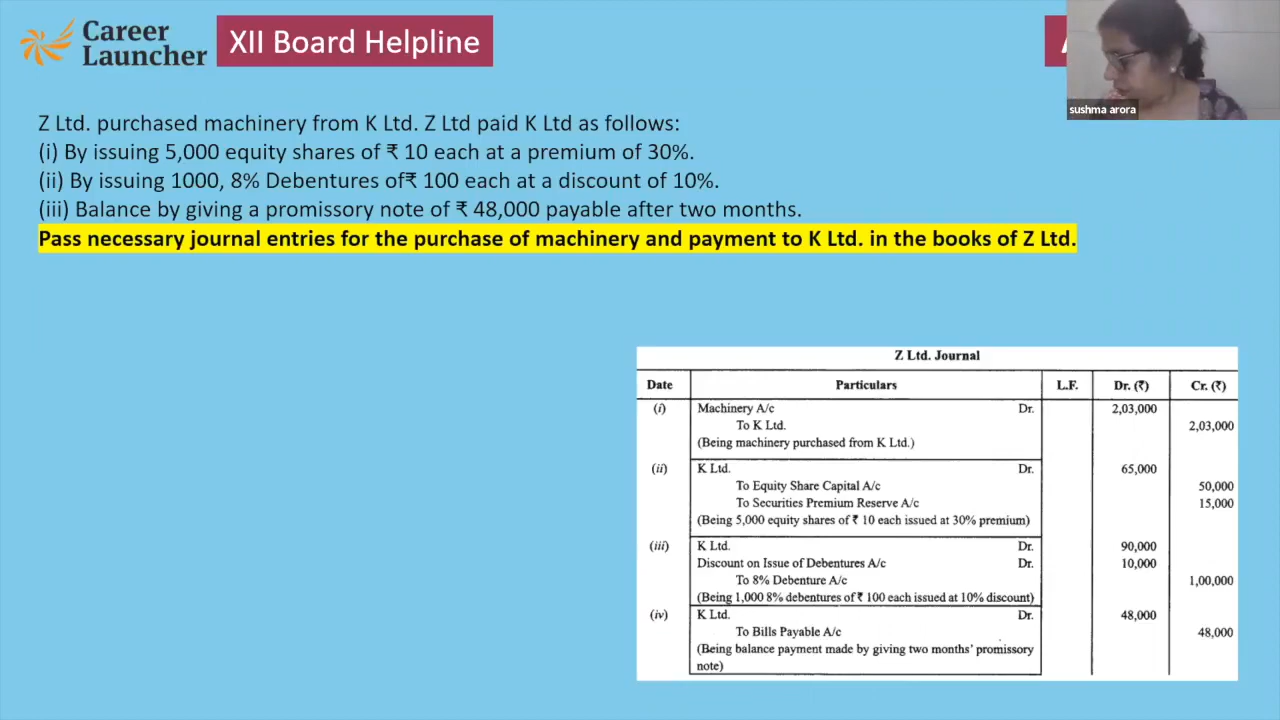 Career
Launcher
XII Board Helpline
sushma arora
Z Ltd. purchased machinery from K Ltd. Z Ltd paid K Ltd as follows:
(i) By issuing 5,000 equity shares of ₹ 10 each at a premium of 30%.
(ii) By issuing 1000, 8% Debentures of₹ 100 each at a discount of 10%.
(iii) Balance by giving a promissory note of ₹ 48,000 payable after two months.
Pass necessary journal entries for the purchase of machinery and payment to K Ltd. in the books of Z Ltd.
Z Ltd. Journal
Date Particulars L.F. Dr. (₹) Cr. (₹)
(i) Machinery A/c Dr. 2,03,000
To K Ltd. 2,03,000
(Being machinery purchased from K Ltd.)
(ii) K Ltd. Dr. 65,000
To Equity Share Capital A/c 50,000
To Securities Premium Reserve A/c 15,000
(Being 5,000 equity shares of ₹ 10 each issued at 30% premium)
(iii) K Ltd. Dr. 90,000
Discount on Issue of Debentures A/c Dr. 10,000
To 8% Debenture A/c 1,00,000
(Being 1,000 8% debentures of ₹ 100 each issued at 10% discount)
(iv) K Ltd. Dr. 48,000
To Bills Payable A/c 48,000
(Being balance payment made by giving two months' promissory
note)